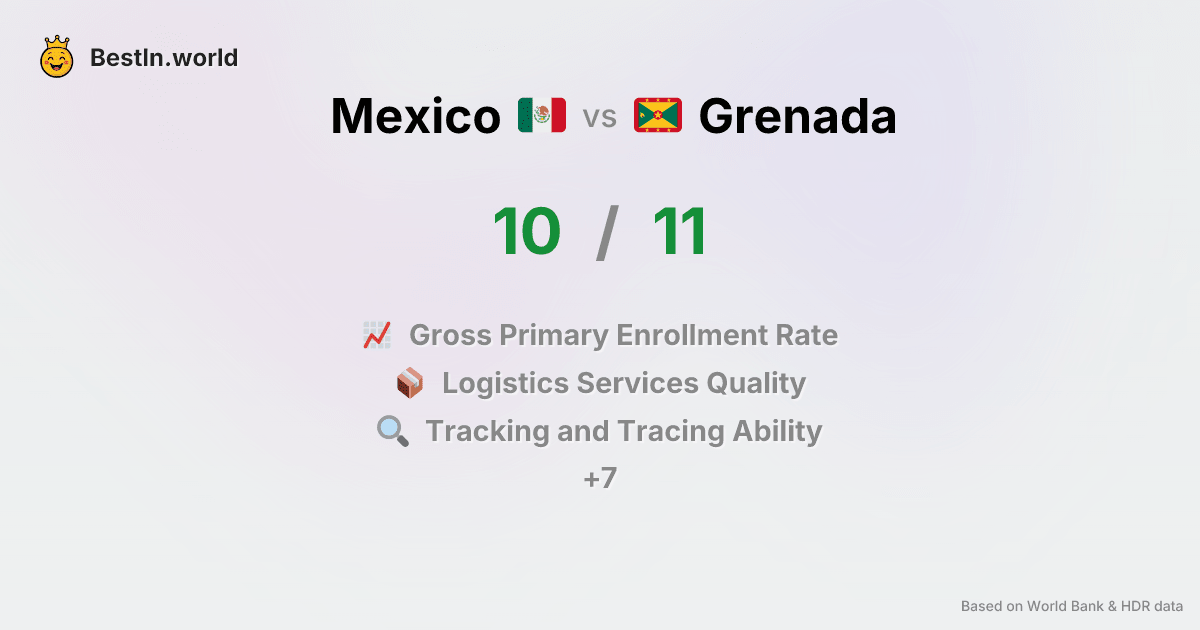 BestIn.world
Mexico vs Grenada
10 / 11
Gross Primary Enrollment Rate
Logistics Services Quality
Tracking and Tracing Ability
+7
Based on World Bank & HDR data